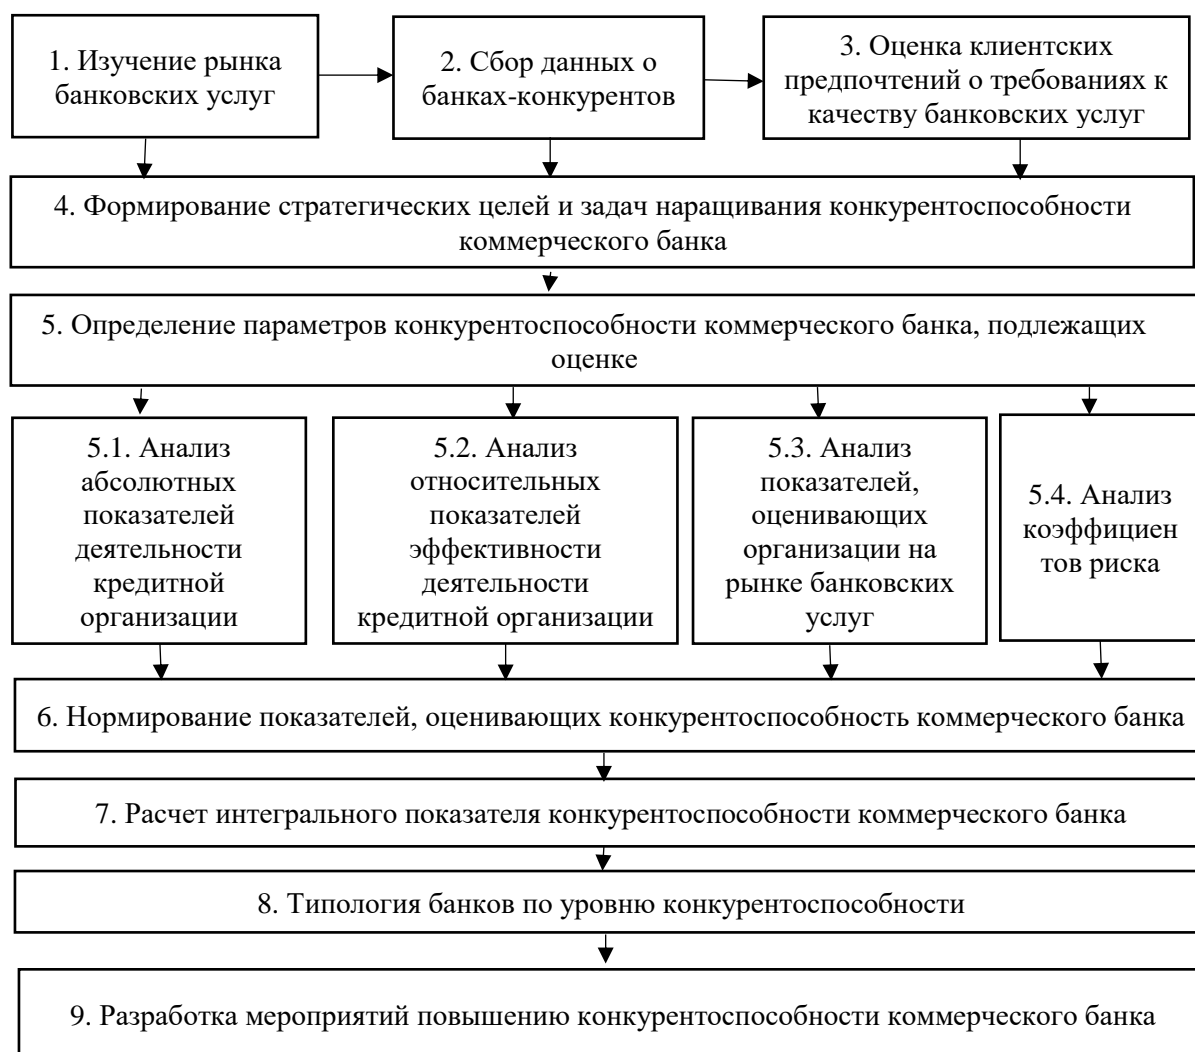 1. Изучение рынка
банковских услуг
2. Сбор данных о
банках-конкурентов
3. Оценка клиентских
предпочтений о требованиях к
качеству банковских услуг
4. Формирование стратегических целей и задач наращивания конкурентоспособности
коммерческого банка
5. Определение параметров конкурентоспособности коммерческого банка, подлежащих
оценке
5.1. Анализ
абсолютных
показателей
деятельности
кредитной
организации
5.2. Анализ
относительных
показателей
эффективности
деятельности
кредитной организации
5.3. Анализ
показателей,
оценивающих
организации на
рынке банковских
услуг
5.4. Анализ
коэффициен
тов риска
6. Нормирование показателей, оценивающих конкурентоспособность коммерческого банка
7. Расчет интегрального показателя конкурентоспособности коммерческого банка
8. Типология банков по уровню конкурентоспособности
9. Разработка мероприятий повышению конкурентоспособности коммерческого банка